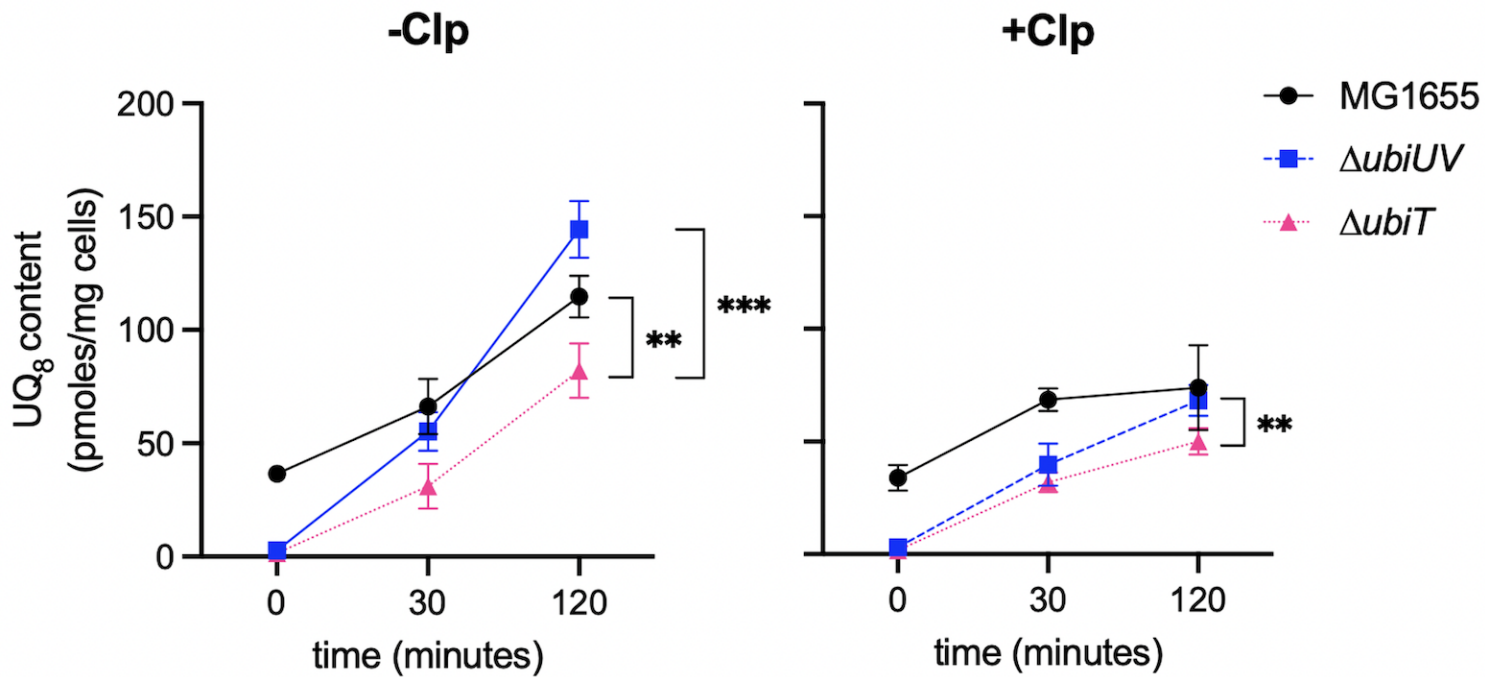 -Clp
+Clp
MG1655
ΔubiUV
ΔubiT
UQ8 content
(pmoles/mg cells)
200
150
100
50
0
***
**
**
0 30 120
0 30 120
time (minutes)
time (minutes)